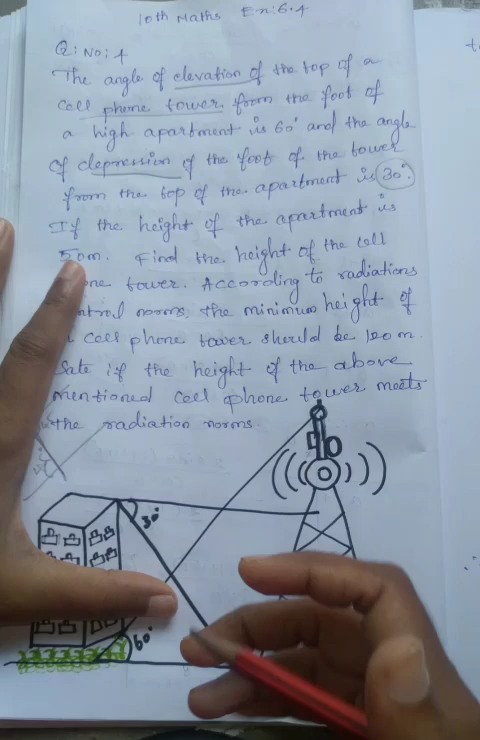 10th Maths Ex: 6.4
Q: No: 4
The angle of elevation of the top of a
cell phone tower from the foot of
a high apartment is 60° and the angle
of depression of the foot of the tower
from the top of the apartment is 30°.
If the height of the apartment is
50m. Find the height of the cell
one tower. According to radiations
ntrol norms, the minimum height of
cell phone tower should be 120 m.
State if the height of the above
mentioned cell phone tower meets
the radiation norms.
30°
60°